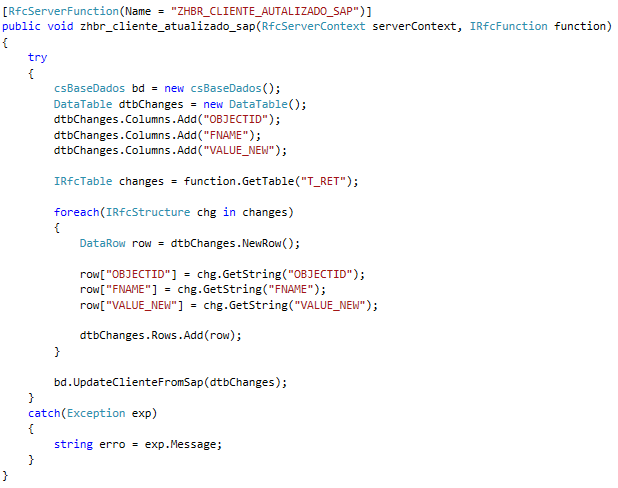 [RfcServerFunction(Name = "ZHBR_CLIENTE_AUTALIZADO_SAP")]
public void zhbr_cliente_atualizado_sap(RfcServerContext serverContext, IRfcFunction function)
{
    try
    {
        csBaseDados bd = new csBaseDados();
        DataTable dtbChanges = new DataTable();
        dtbChanges.Columns.Add("OBJECTID");
        dtbChanges.Columns.Add("FNAME");
        dtbChanges.Columns.Add("VALUE_NEW");

        IRfcTable changes = function.GetTable("T_RET");

        foreach(IRfcStructure chg in changes)
        {
            DataRow row = dtbChanges.NewRow();

            row["OBJECTID"] = chg.GetString("OBJECTID");
            row["FNAME"] = chg.GetString("FNAME");
            row["VALUE_NEW"] = chg.GetString("VALUE_NEW");

            dtbChanges.Rows.Add(row);
        }

        bd.UpdateClienteFromSap(dtbChanges);
    }
    catch(Exception exp)
    {
        string erro = exp.Message;
    }
}